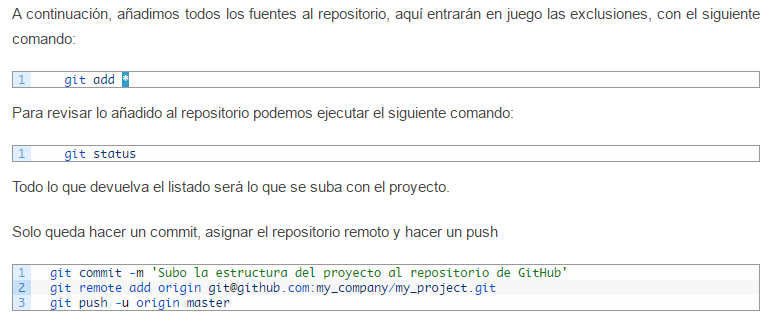 A continuación, añadimos todos los fuentes al repositorio, aquí entrarán en juego las exclusiones, con el siguiente
comando:
1 git add *
Para revisar lo añadido al repositorio podemos ejecutar el siguiente comando:
1 git status
Todo lo que devuelva el listado será lo que se suba con el proyecto.
Solo queda hacer un commit, asignar el repositorio remoto y hacer un push
1 git commit -m 'Subo la estructura del proyecto al repositorio de GitHub'
2 git remote add origin git@github.com:my_company/my_project.git
3 git push -u origin master